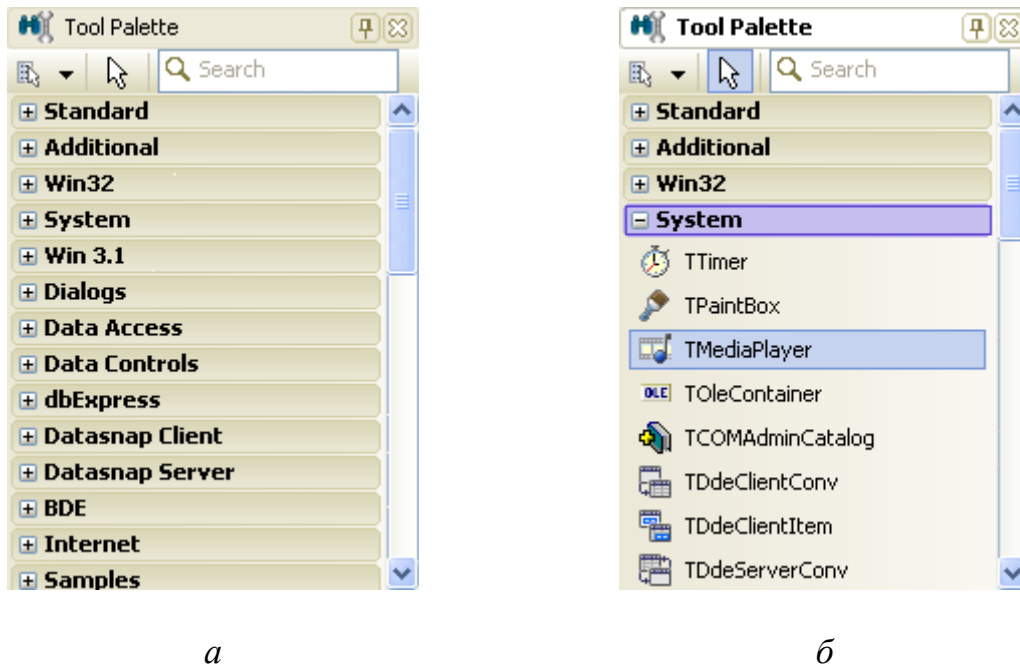 Tool Palette
Search
Standard
Additional
Win32
System
Win 3.1
Dialogs
Data Access
Data Controls
dbExpress
Datasnap Client
Datasnap Server
BDE
Internet
Samples
а
Tool Palette
Search
Standard
Additional
Win32
System
TTimer
TPaintBox
TMediaPlayer
OLE TOleContainer
TCOMAdminCatalog
TDdeClientConv
TDdeClientItem
TDdeServerConv
б